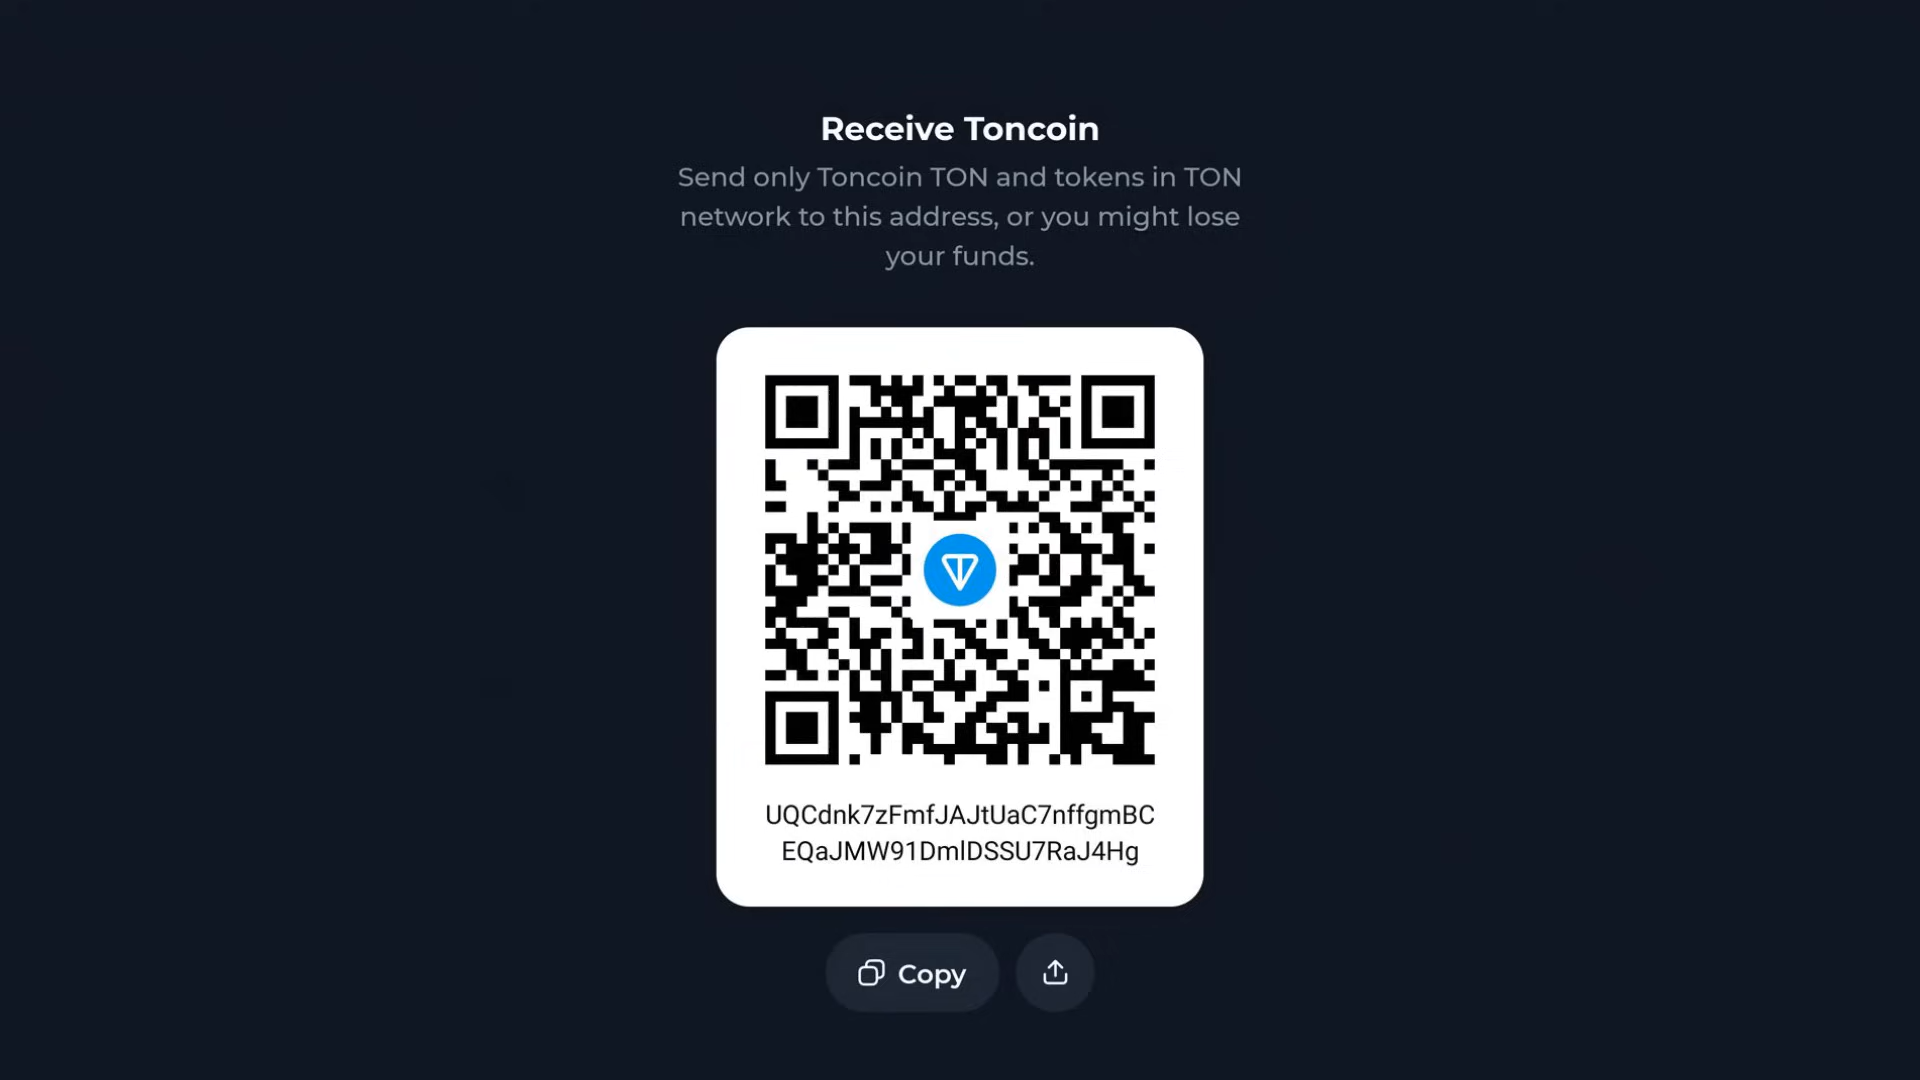 Receive Toncoin
Send only Toncoin TON and tokens in TON
network to this address, or you might lose
your funds.
UQCdnk7zFmfJAJtUaC7nffgmBC
EQaJMW91DmlDSSU7RaJ4Hg
Copy